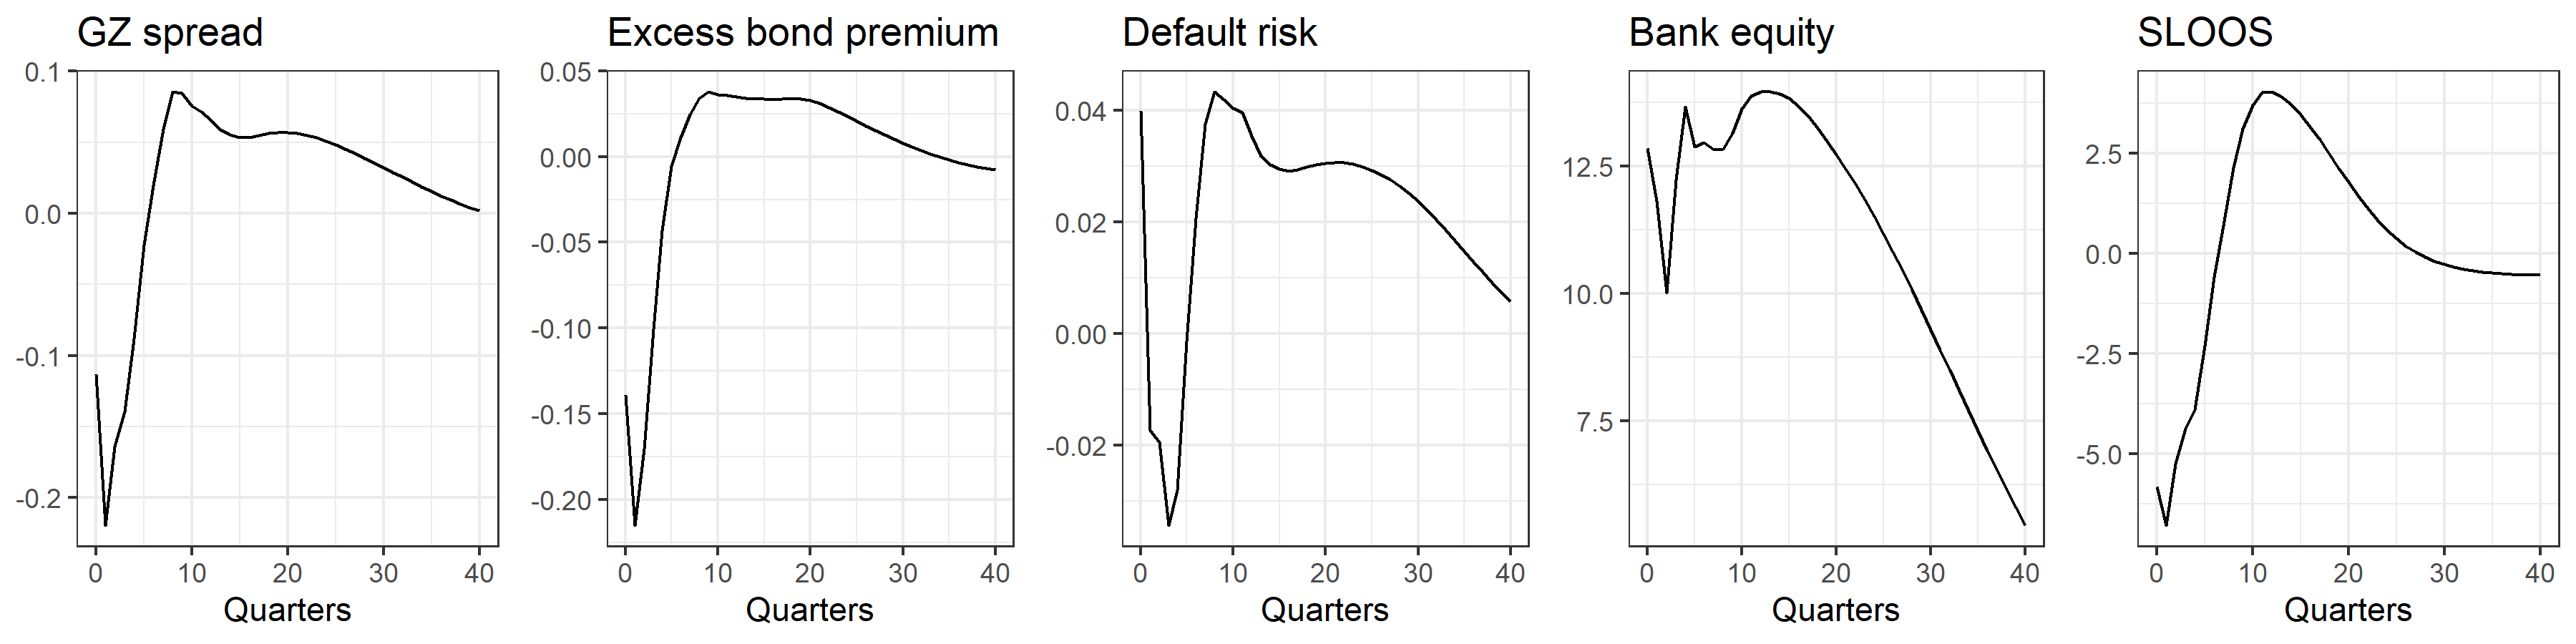 GZ spread
0.1
0.0
-0.1
-0.2
0 10 20 30 40
Quarters
Excess bond premium
0.05
0.00
-0.05
-0.10
-0.15
-0.20
0 10 20 30 40
Quarters
Default risk
0.04
0.02
0.00
-0.02
0 10 20 30 40
Quarters
Bank equity
12.5
10.0
7.5
0 10 20 30 40
Quarters
SLOOS
2.5
0.0
-2.5
-5.0
0 10 20 30 40
Quarters